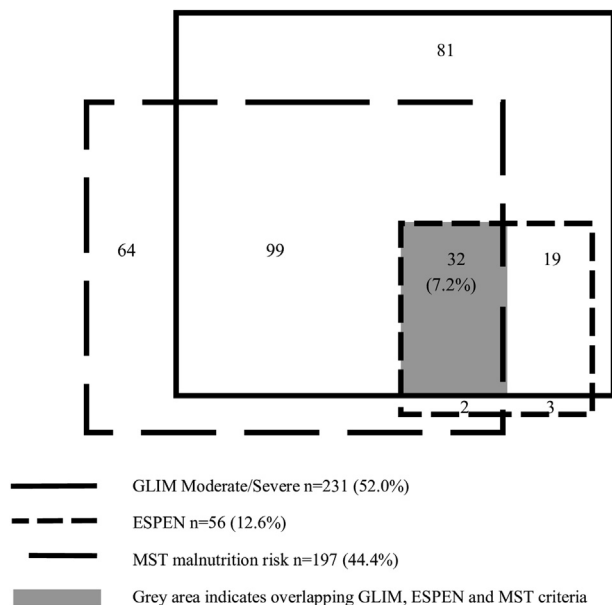 81
64
99
32
19
(7.2%)
2
3
GLIM Moderate/Severe n=231 (52.0%)
ESPEN n=56 (12.6%)
MST malnutrition risk n=197 (44.4%)
Grey area indicates overlapping GLIM, ESPEN and MST criteria